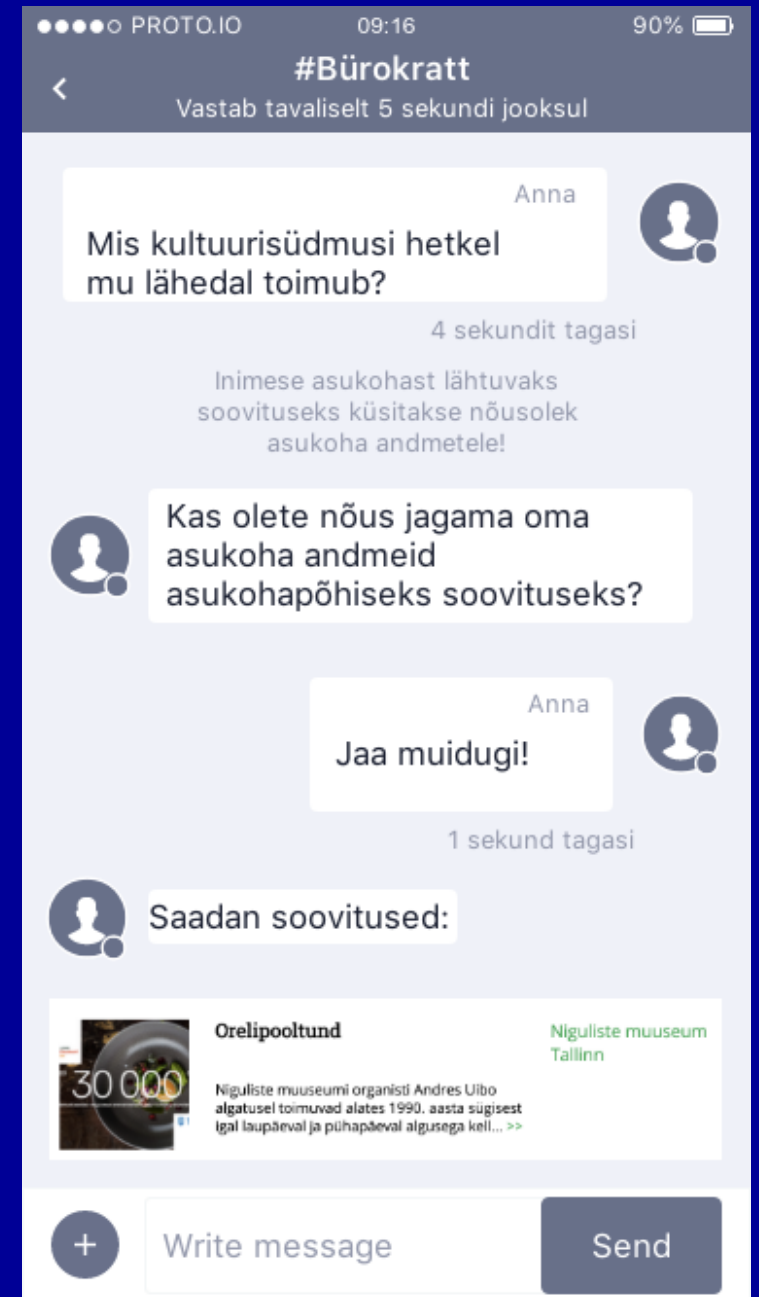 PROTO.IO 09:16 90%
#Bürokratt
Vastab tavaliselt 5 sekundi jooksul
Anna
Mis kultuurisüdmusi hetkel
mu lähedal toimub?
4 sekundit tagasi
Inimese asukohast lähtuvaks
soovituseks küsitakse nõusolek
asukoha andmetele!
Kas olete nõus jagama oma
asukoha andmeid
asukohapõhiseks soovituseks?
Anna
Jaa muidugi!
1 sekund tagasi
Saadan soovitused:
30 000
Orelipooltund
Niguliste muuseumi organisti Andres Uibo
algatusel toimuvad alates 1990. aasta sügisest
igal laupäeval ja pühapäeval algusega kell... >>
Niguliste muuseum
Tallinn
+ Write message Send